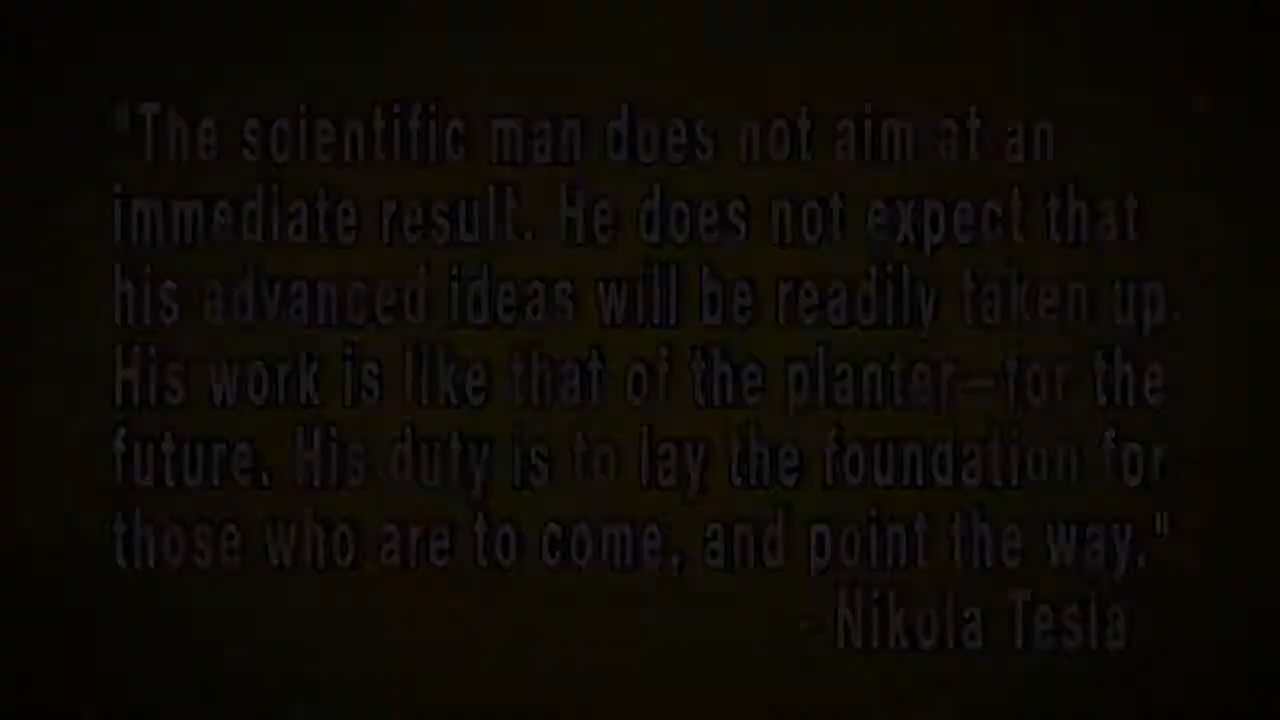 "The scientific man does not aim at an
immediate result. He does not expect that
his advanced ideas will be readily taken up.
His work is like that of the planter—for the
future. His duty is to lay the foundation for
those who are to come, and point the way."
- Nikola Tesla